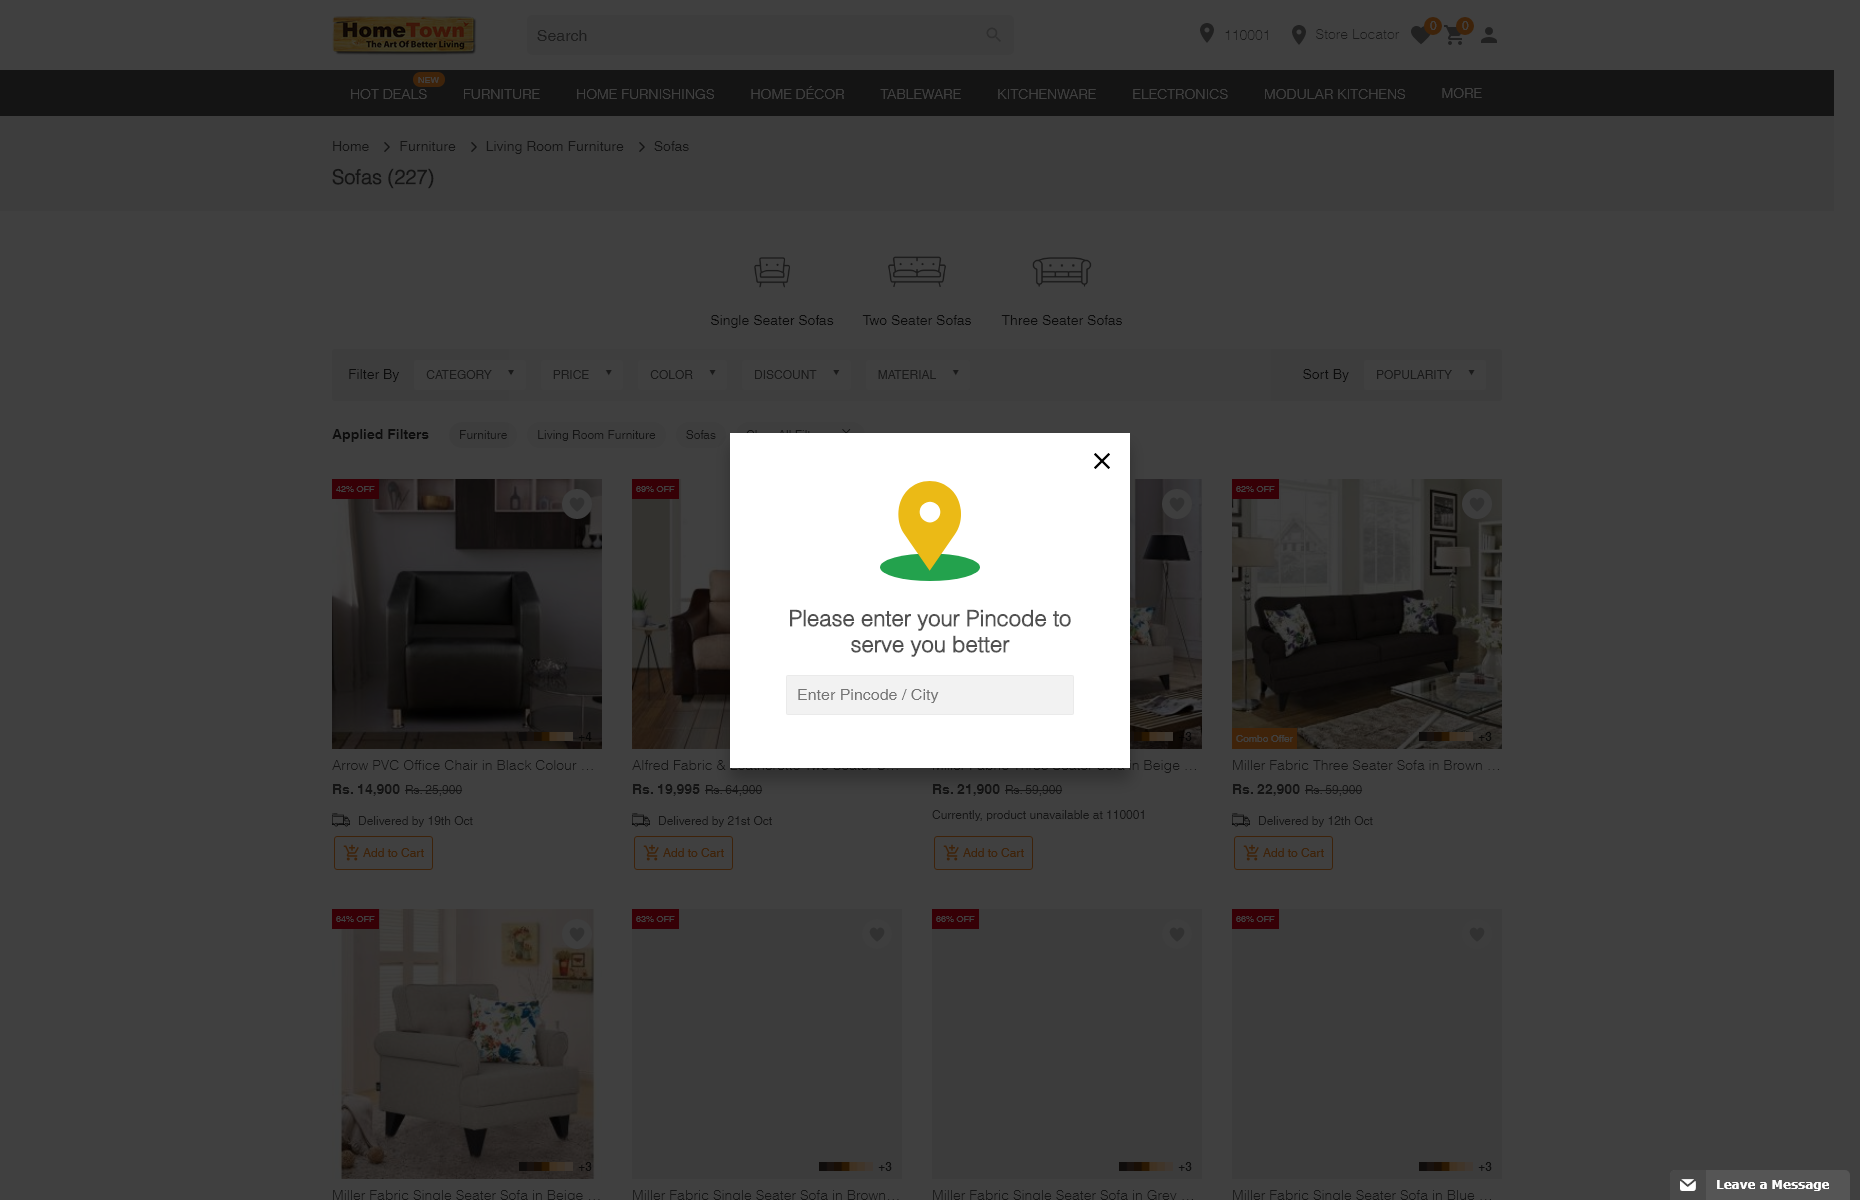 HomeTown
The Art Of Better Living
Search
110001
Store Locator
0
0
NEW
HOT DEALS
FURNITURE
HOME FURNISHINGS
HOME DÉCOR
TABLEWARE
KITCHENWARE
ELECTRONICS
MODULAR KITCHENS
MORE
Home
Furniture
Living Room Furniture
Sofas
Sofas (227)
Single Seater Sofas
Two Seater Sofas
Three Seater Sofas
Filter By
CATEGORY
PRICE
COLOR
DISCOUNT
MATERIAL
Sort By
POPULARITY
Applied Filters
Furniture
Living Room Furniture
Sofas
Please enter your Pincode to
serve you better
Enter Pincode / City
42% OFF
69% OFF
62% OFF
+4
+3
Combo Offer
+3
Arrow PVC Office Chair in Black Colour ...
Alfred Fabric &
in Beige ...
Miller Fabric Three Seater Sofa in Brown ...
Rs. 14,900 Rs. 25,900
Rs. 19,995 Rs. 64,900
Rs. 21,900 Rs. 59,900
Rs. 22,900 Rs. 59,900
Delivered by 19th Oct
Delivered by 21st Oct
Currently, product unavailable at 110001
Delivered by 12th Oct
Add to Cart
Add to Cart
Add to Cart
Add to Cart
64% OFF
63% OFF
66% OFF
66% OFF
+3
+3
+3
+3
Miller Fabric Single Seater Sofa in Beige ...
Miller Fabric Single Seater Sofa in Brown...
Miller Fabric Single Seater Sofa in Grey ...
Miller Fabric Single Seater Sofa in Blue ...
Leave a Message